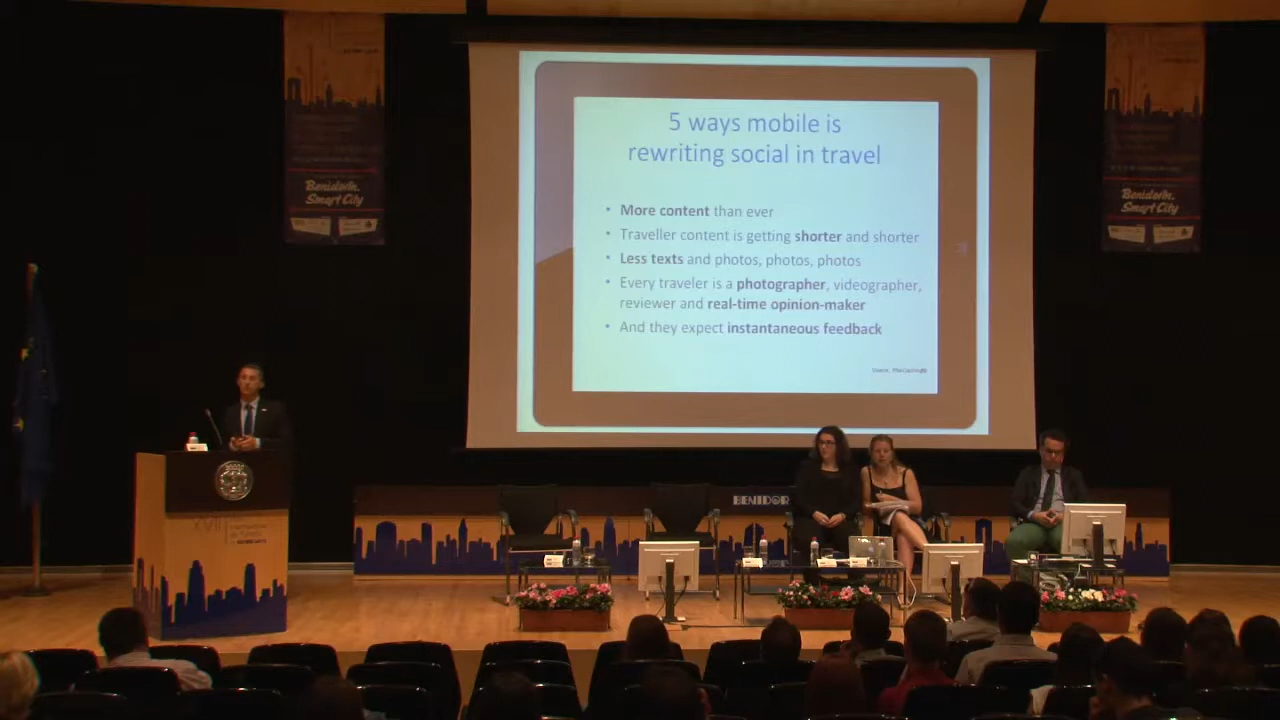 5 ways mobile is
rewriting social in travel
• More content than ever
• Traveller content is getting shorter and shorter
• Less texts and photos, photos, photos
• Every traveler is a photographer, videographer,
reviewer and real-time opinion-maker
• And they expect instantaneous feedback
Benidorm,
Smart City
Benidorm,
Smart City
BENIDOR